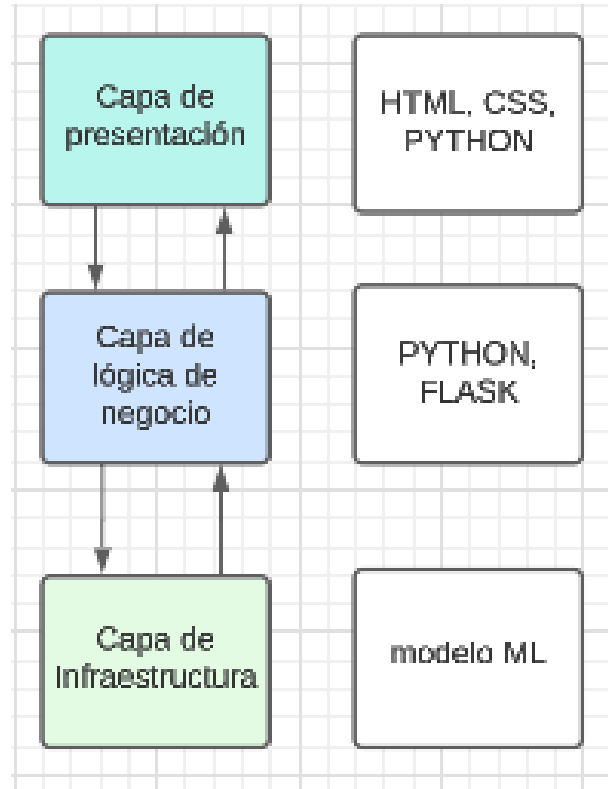 Capa de
presentación
HTML, CSS,
PYTHON
Capa de
lógica de
negocio
PYTHON,
FLASK
Capa de
Infraestructura
modelo ML